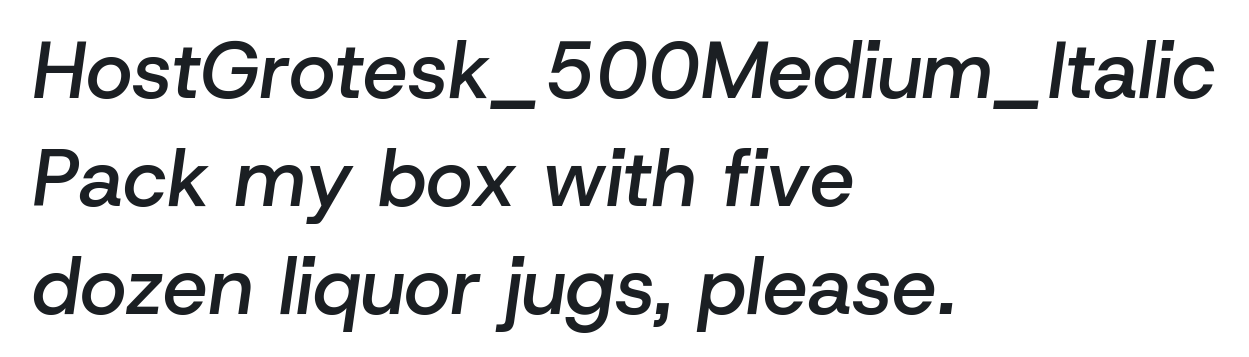 HostGrotesk_500Medium_Italic
Pack my box with five
dozen liquor jugs, please.